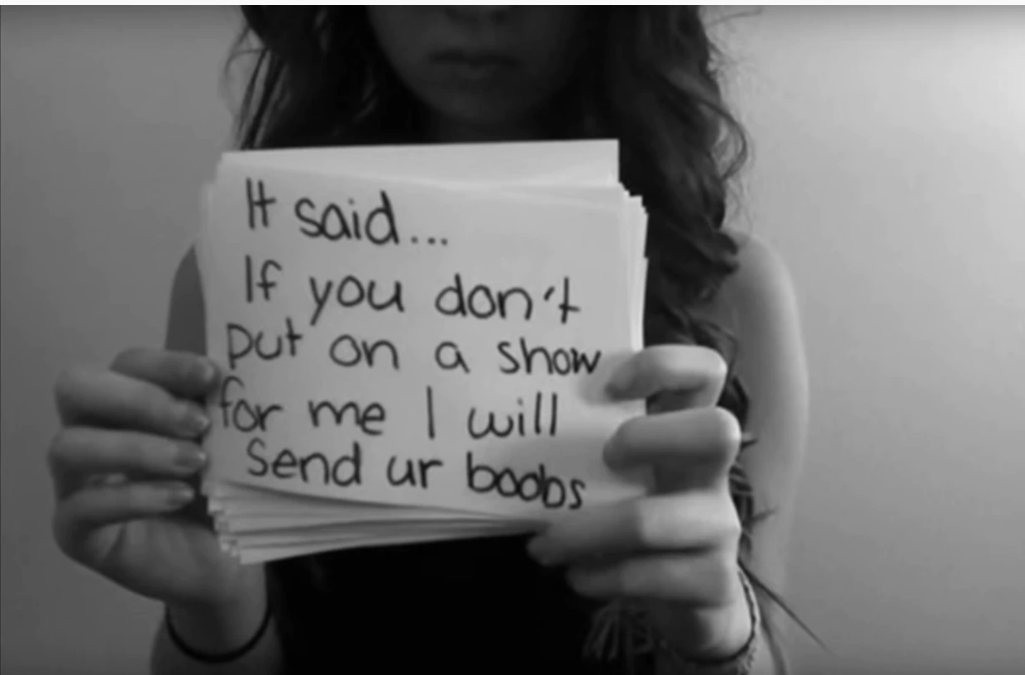 It said...
If you don't
put on a show
for me I will
Send ur boobs